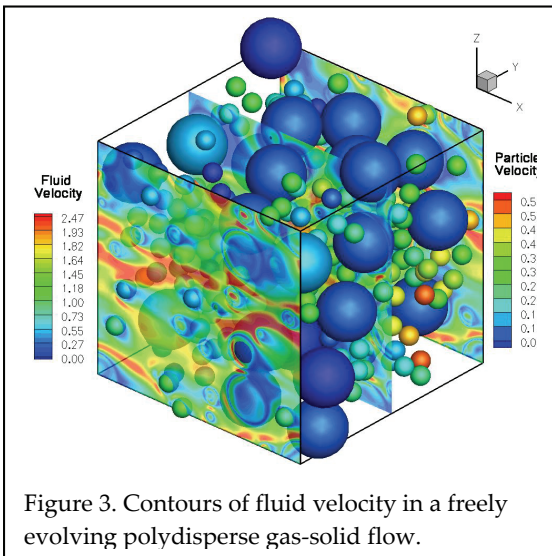 Z
Y
X
Fluid
Velocity
2.47
1.93
1.82
1.64
1.45
1.18
1.00
0.73
0.55
0.27
0.00
Particle
Velocity
0.5
0.5
0.4
0.4
0.3
0.3
0.2
0.2
0.1
0.1
0.0
Figure 3. Contours of fluid velocity in a freely
evolving polydisperse gas-solid flow.